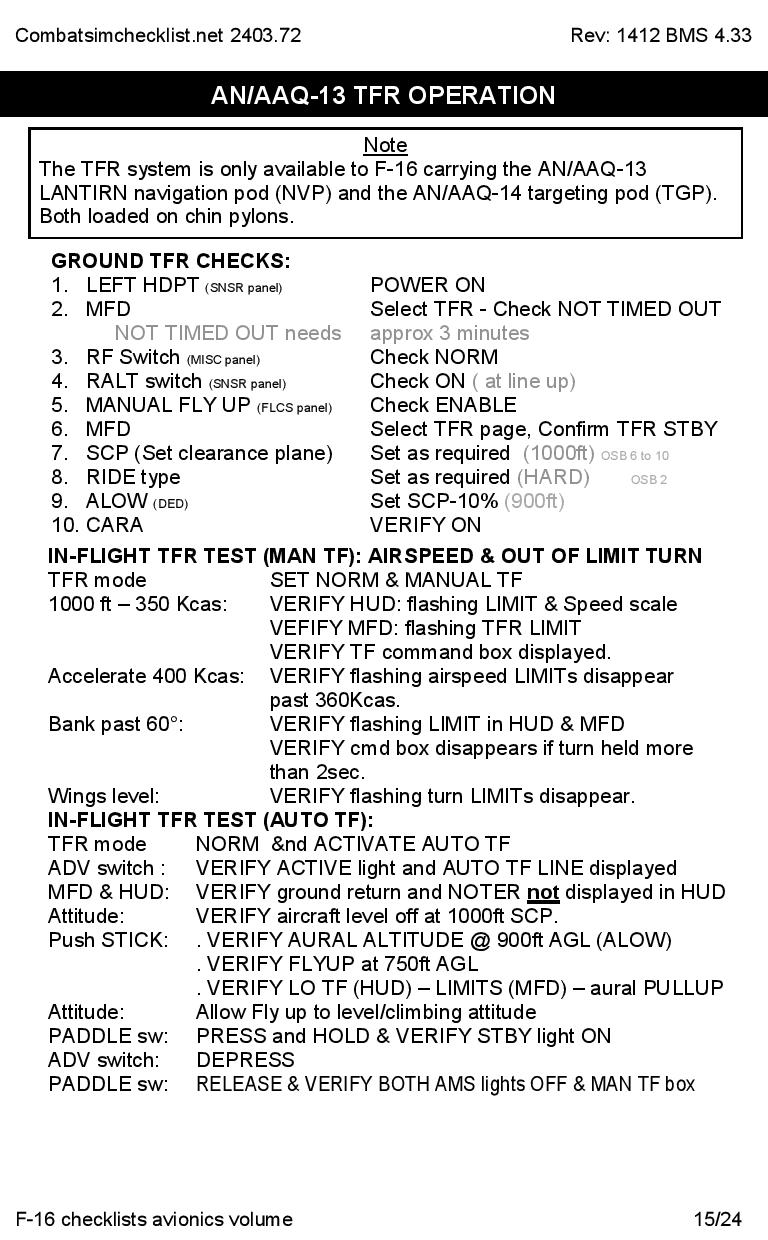 Combatsimchecklist.net 2403.72 Rev: 1412 BMS 4.33
AN/AAQ-13 TFR OPERATION
Note
The TFR system is only available to F-16 carrying the AN/AAQ-13
LANTIRN navigation pod (NVP) and the AN/AAQ-14 targeting pod (TGP).
Both loaded on chin pylons.
GROUND TFR CHECKS:
1. LEFT HDPT (SNSR panel) POWER ON
2. MFD Select TFR - Check NOT TIMED OUT
NOT TIMED OUT needs approx 3 minutes
3. RF Switch (MISC panel) Check NORM
4. RALT switch (SNSR panel) Check ON ( at line up)
5. MANUAL FLY UP (FLCS panel) Check ENABLE
6. MFD Select TFR page, Confirm TFR STBY
7. SCP (Set clearance plane) Set as required (1000ft) OSB 6 to 10
8. RIDE type Set as required (HARD) OSB 2
9. ALOW (DED) Set SCP-10% (900ft)
10. CARA VERIFY ON
IN-FLIGHT TFR TEST (MAN TF): AIRSPEED & OUT OF LIMIT TURN
TFR mode SET NORM & MANUAL TF
1000 ft – 350 Kcas: VERIFY HUD: flashing LIMIT & Speed scale
VEFIFY MFD: flashing TFR LIMIT
VERIFY TF command box displayed.
Accelerate 400 Kcas: VERIFY flashing airspeed LIMITs disappear
past 360Kcas.
Bank past 60°: VERIFY flashing LIMIT in HUD & MFD
VERIFY cmd box disappears if turn held more
than 2sec.
Wings level: VERIFY flashing turn LIMITs disappear.
IN-FLIGHT TFR TEST (AUTO TF):
TFR mode NORM &nd ACTIVATE AUTO TF
ADV switch : VERIFY ACTIVE light and AUTO TF LINE displayed
MFD & HUD: VERIFY ground return and NOTER not displayed in HUD
Attitude: VERIFY aircraft level off at 1000ft SCP.
Push STICK: . VERIFY AURAL ALTITUDE @ 900ft AGL (ALOW)
. VERIFY FLYUP at 750ft AGL
. VERIFY LO TF (HUD) – LIMITS (MFD) – aural PULLUP
Attitude: Allow Fly up to level/climbing attitude
PADDLE sw: PRESS and HOLD & VERIFY STBY light ON
ADV switch: DEPRESS
PADDLE sw: RELEASE & VERIFY BOTH AMS lights OFF & MAN TF box
F-16 checklists avionics volume 15/24